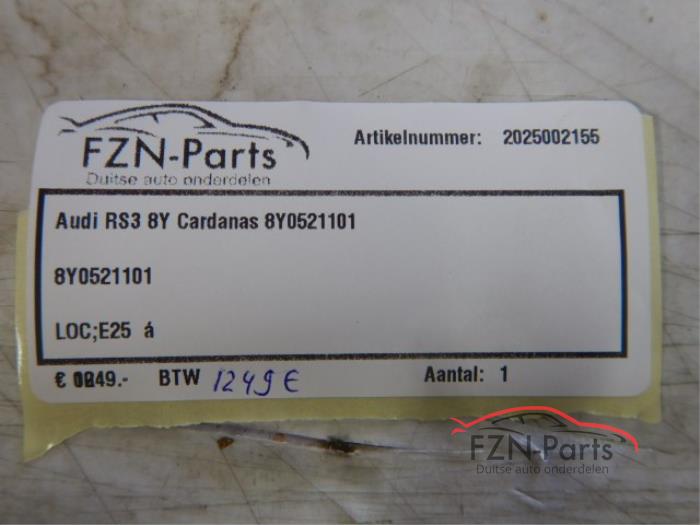 FZN-Parts
Duitse auto onderdelen
Artikelnummer: 2025002155
Audi RS3 8Y Cardanas 8Y0521101
8Y0521101
LOC;E25 á
€ BTW 1249€ Aantal: 1
FZN-Parts
Duitse auto onderdelen